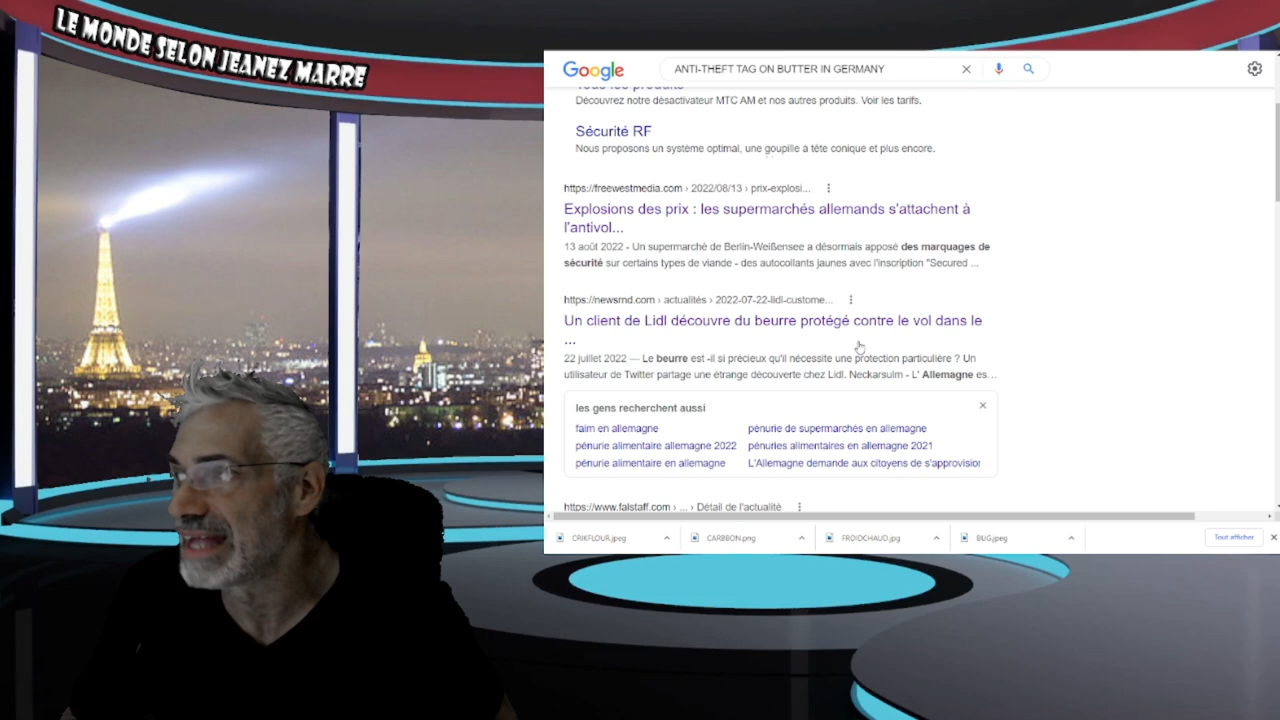 LE MONDE SELON JEANEZ MARRE
Google
ANTI-THEFT TAG ON BUTTER IN GERMANY
Tous les produits
Découvrez notre désactivateur MTC AM et nos autres produits. Voir les tarifs.
Sécurité RF
Nous proposons un système optimal, une goupille à tête conique et plus encore.
https://freewestmedia.com › 2022/08/13 › prix-explosi...
Explosions des prix : les supermarchés allemands s'attachent à
l'antivol...
13 août 2022 - Un supermarché de Berlin-Weißensee a désormais apposé des marquages de
sécurité sur certains types de viande - des autocollants jaunes avec l'inscription "Secured ...
https://newsrnd.com › actualités › 2022-07-22-lidl-custome...
Un client de Lidl découvre du beurre protégé contre le vol dans le
...
22 juillet 2022 — Le beurre est -il si précieux qu'il nécessite une protection particulière ? Un
utilisateur de Twitter partage une étrange découverte chez Lidl. Neckarsulm - L' Allemagne es...
les gens recherchent aussi
faim en allemagne
pénurie de supermarchés en allemagne
pénurie alimentaire allemagne 2022
pénuries alimentaires en allemagne 2021
pénurie alimentaire en allemagne
L'Allemagne demande aux citoyens de s'approvision
https://www.falstaff.com › ... › Détail de l'actualité
CRIKFLOUR.jpeg
CARBBON.png
FROIDCHAUD.jpg
BUG.jpeg
Tout afficher